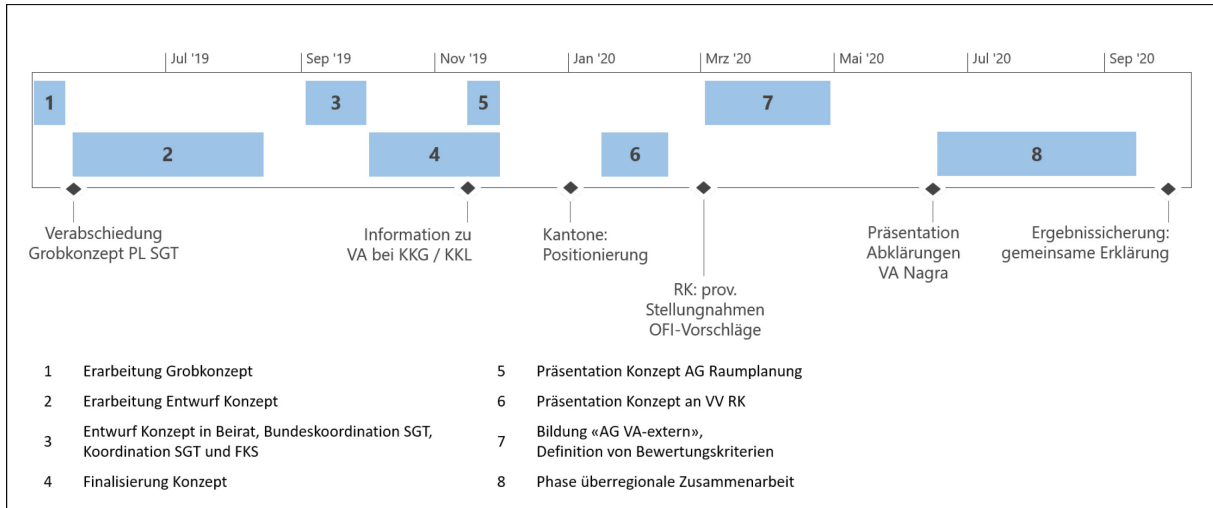 Jul '19
Sep '19
Nov '19
Jan '20
Mrz '20
Mai '20
Jul '20
Sep '20
1
3
5
7
2
4
6
8
Verabschiedung
Grobkonzept PL SGT
Information zu
VA bei KKG / KKL
Kantone:
Positionierung
RK: prov.
Stellungnahmen
OFI-Vorschläge
Präsentation
Abklärungen
VA Nagra
Ergebnissicherung:
gemeinsame Erklärung
1 Erarbeitung Grobkonzept
2 Erarbeitung Entwurf Konzept
3 Entwurf Konzept in Beirat, Bundeskoordination SGT,
Koordination SGT und FKS
4 Finalisierung Konzept
5 Präsentation Konzept AG Raumplanung
6 Präsentation Konzept an VV RK
7 Bildung «AG VA-extern»,
Definition von Bewertungskriterien
8 Phase überregionale Zusammenarbeit